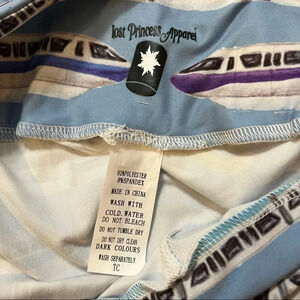 lost Princess Apparel
92%POLYESTER
8%SPANDEX
MADE IN CHINA
WASH WITH
COLD. WATER
DO NOT BLEACH
DO NOT TUMBLE DRY
DO NOT DRY CLEAN
DARK COLOURS
WASH SEPARATELY
TC